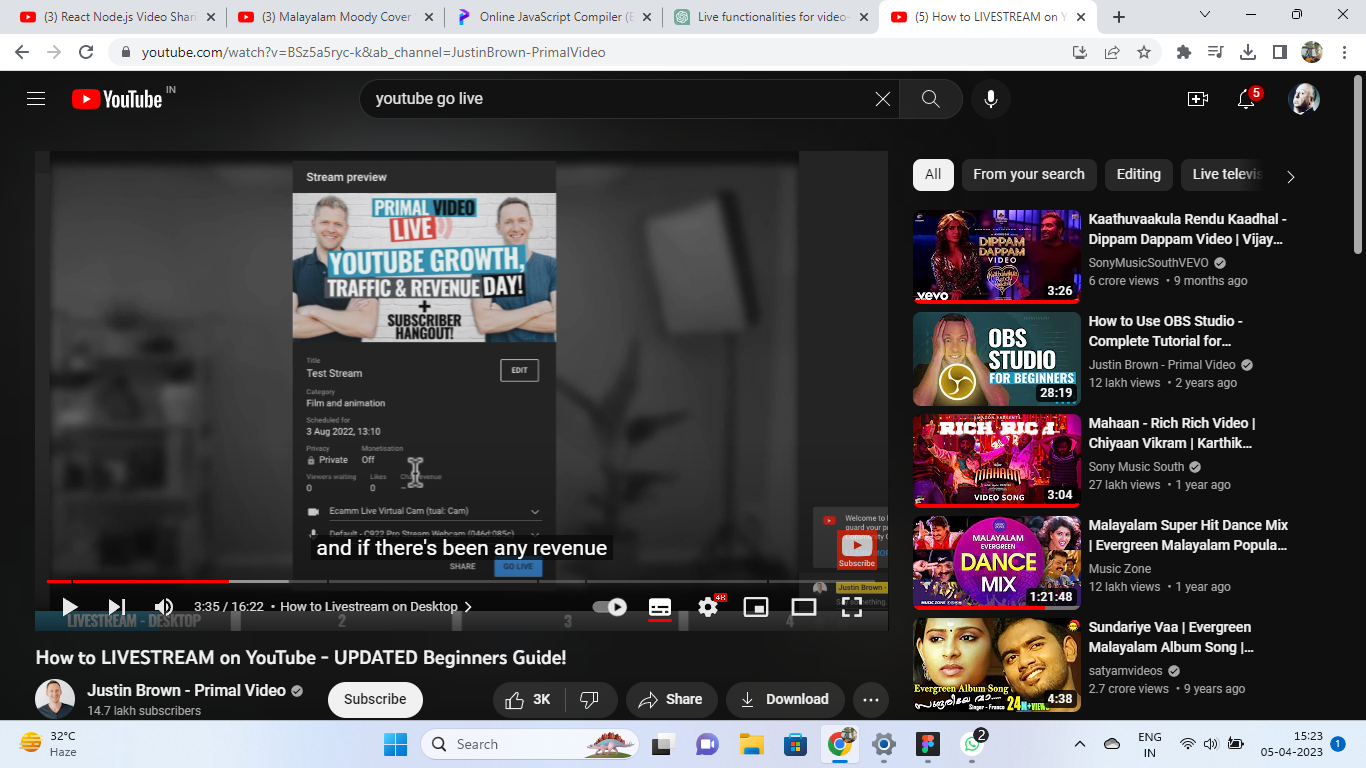 (3) React Node.js Video Shari
(3) Malayalam Moody Cover
Online JavaScript Compiler (E
Live functionalities for video-
(5) How to LIVESTREAM on Y
youtube.com/watch?v=BSz5a5ryc-k&ab_channel=JustinBrown-PrimalVideo
YouTube IN
youtube go live
5
Stream preview
PRIMAL VIDEO
LIVE
YOUTUBE GROWTH,
TRAFFIC & REVENUE DAY!
+
SUBSCRIBER
HANGOUT!
Title
Test Stream
EDIT
Category
Film and animation
Scheduled for
3 Aug 2022, 13:10
Privacy Monetisation
Private Off
Viewers waiting Likes
0 0
Ecamm Live Virtual Cam (tual: Cam)
Default - C922 Pro Stream Webcam (046d:085c)
and if there's been any revenue
SHARE GO LIVE
Welcome to
guard your
Subscribe
Justin Brown -
3:35 / 16:22 • How to Livestream on Desktop
4K
LIVESTREAM - DESKTOP 2 3 4
How to LIVESTREAM on YouTube - UPDATED Beginners Guide!
Justin Brown - Primal Video
14.7 lakh subscribers
Subscribe
3K
Share
Download
All From your search Editing Live televis
DIPPAM
DAPPAM
VIDEO
KAATHUVAAKULA
RENDU
KAADHAL
vevo
3:26
Kaathuvaakula Rendu Kaadhal -
Dippam Dappam Video | Vijay...
SonyMusicSouthVEVO
6 crore views • 9 months ago
OBS
STUDIO
FOR BEGINNERS
28:19
How to Use OBS Studio -
Complete Tutorial for...
Justin Brown - Primal Video
12 lakh views • 2 years ago
RICH RICH
MAHAAN
VIDEO SONG
3:04
Mahaan - Rich Rich Video |
Chiyaan Vikram | Karthik...
Sony Music South
27 lakh views • 1 year ago
MALAYALAM
EVERGREEN
DANCE
MIX
MUSIC ZONE
1:21:48
Malayalam Super Hit Dance Mix
| Evergreen Malayalam Popula...
Music Zone
12 lakh views • 1 year ago
Evergreen Album Song
Singer - Franco
4:38
Sundariye Vaa | Evergreen
Malayalam Album Song |...
satyamvideos
2.7 crore views • 9 years ago
32°C
Haze
Search
2
ENG
IN
15:23
05-04-2023
1